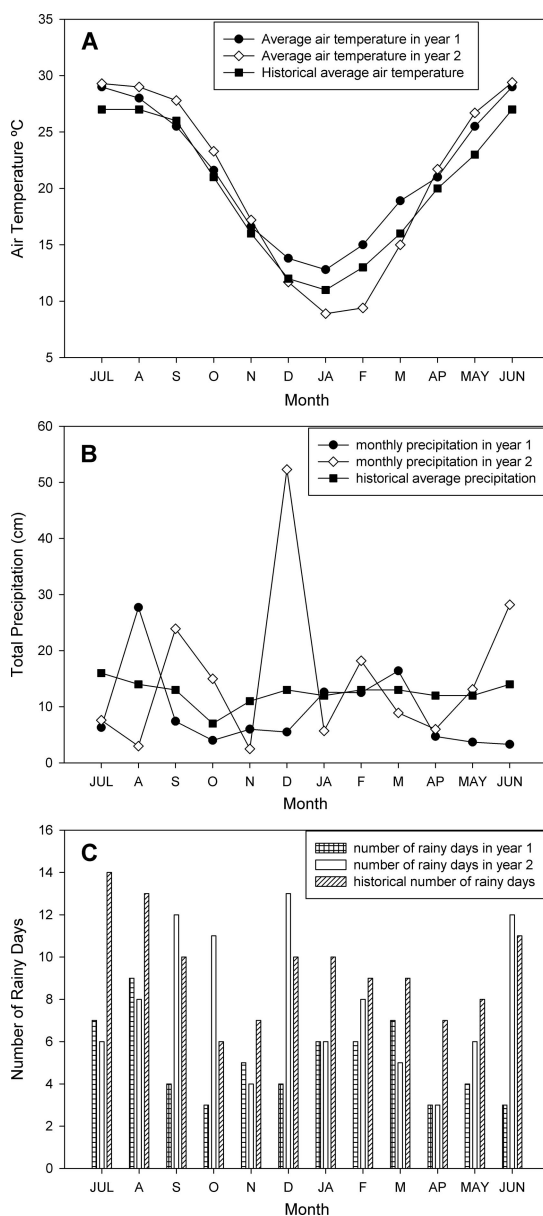 A
Average air temperature in year 1
Average air temperature in year 2
Historical average air temperature
Air Temperature ºC
35
30
25
20
15
10
5
JUL A S O N D JA F M AP MAY JUN
Month
B
monthly precipitation in year 1
monthly precipitation in year 2
historical average precipitation
Total Precipitation (cm)
60
50
40
30
20
10
0
JUL A S O N D JA F M AP MAY JUN
Month
C
number of rainy days in year 1
number of rainy days in year 2
historical number of rainy days
Number of Rainy Days
16
14
12
10
8
6
4
2
0
JUL A S O N D JA F M AP MAY JUN
Month